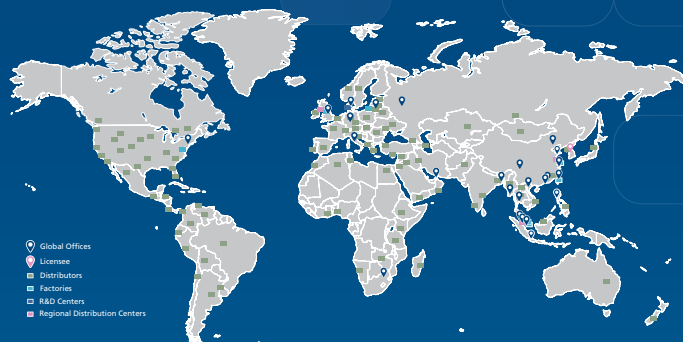 Global Offices
Licensee
Distributors
Factories
R&D Centers
Regional Distribution Centers